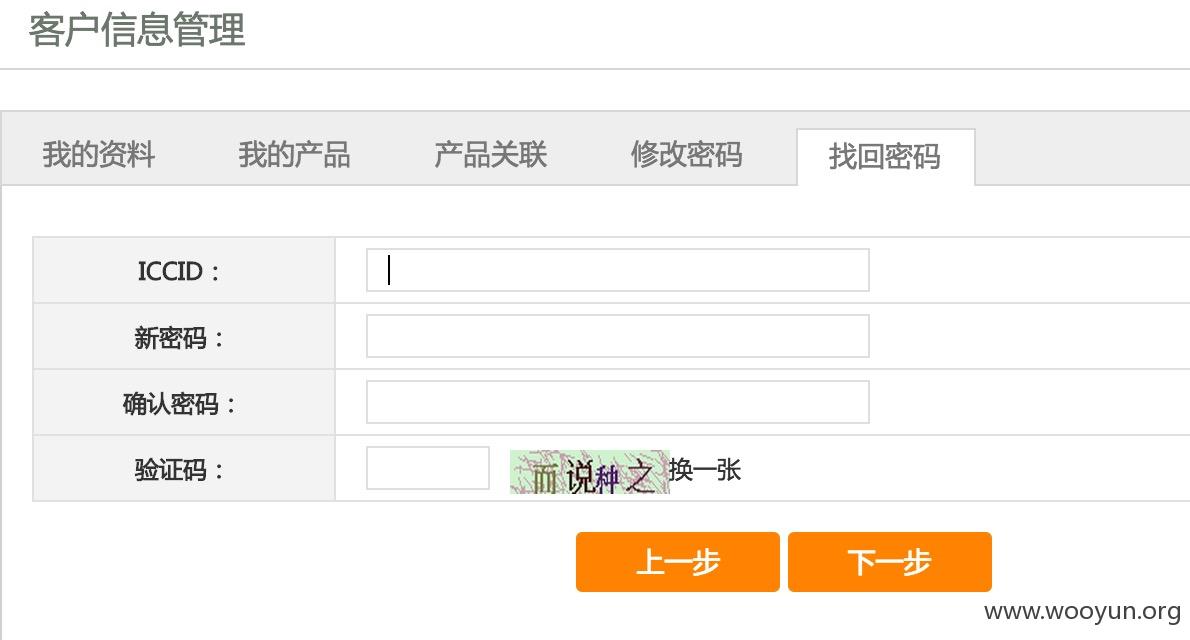 客户信息管理
我的资料 我的产品 产品关联 修改密码 找回密码
ICCID：
新密码：
确认密码：
验证码： 而说种之 换一张
上一步 下一步
www.wooyun.org